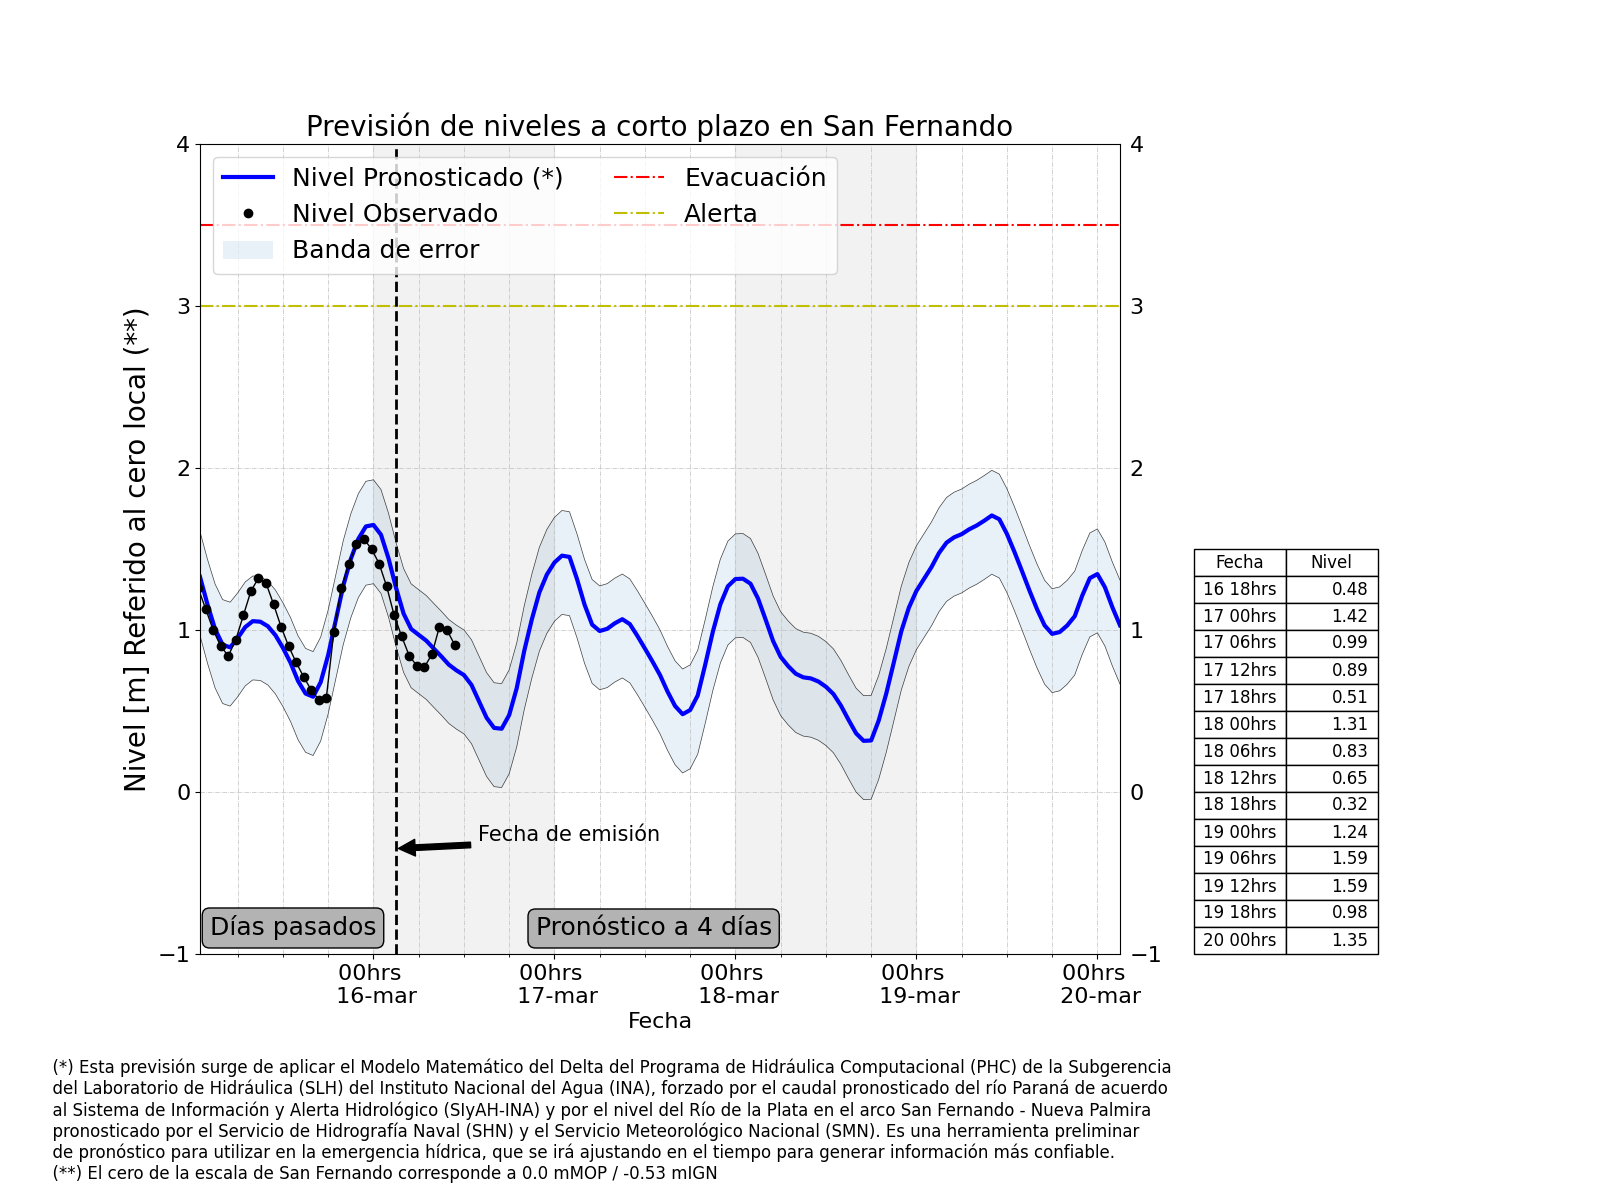 Previsión de niveles a corto plazo en San Fernando
Nivel Pronosticado (*)
Nivel Observado
Banda de error
Evacuación
Alerta
4
3
2
1
0
−1
4
3
2
1
0
−1
Nivel [m] Referido al cero local (**)
Fecha de emisión
Días pasados
Pronóstico a 4 días
00hrs
16-mar
00hrs
17-mar
00hrs
18-mar
00hrs
19-mar
00hrs
20-mar
Fecha
Fecha Nivel
16 18hrs 0.48
17 00hrs 1.42
17 06hrs 0.99
17 12hrs 0.89
17 18hrs 0.51
18 00hrs 1.31
18 06hrs 0.83
18 12hrs 0.65
18 18hrs 0.32
19 00hrs 1.24
19 06hrs 1.59
19 12hrs 1.59
19 18hrs 0.98
20 00hrs 1.35
(*) Esta previsión surge de aplicar el Modelo Matemático del Delta del Programa de Hidráulica Computacional (PHC) de la Subgerencia
del Laboratorio de Hidráulica (SLH) del Instituto Nacional del Agua (INA), forzado por el caudal pronosticado del río Paraná de acuerdo
al Sistema de Información y Alerta Hidrológico (SIyAH-INA) y por el nivel del Río de la Plata en el arco San Fernando - Nueva Palmira
pronosticado por el Servicio de Hidrografía Naval (SHN) y el Servicio Meteorológico Nacional (SMN). Es una herramienta preliminar
de pronóstico para utilizar en la emergencia hídrica, que se irá ajustando en el tiempo para generar información más confiable.
(**) El cero de la escala de San Fernando corresponde a 0.0 mMOP / -0.53 mIGN